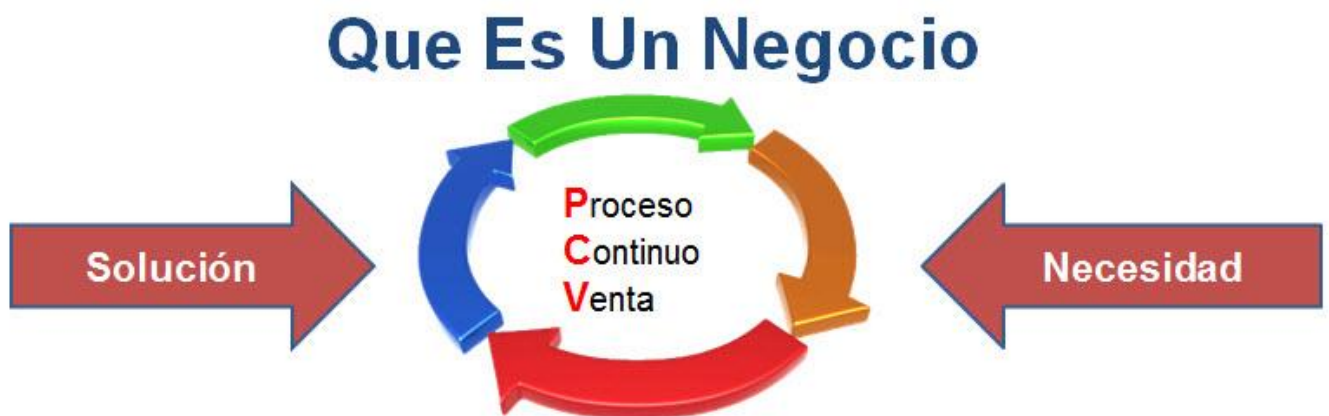 Que Es Un Negocio
Proceso
Solución
Continuo
Necesidad
Venta